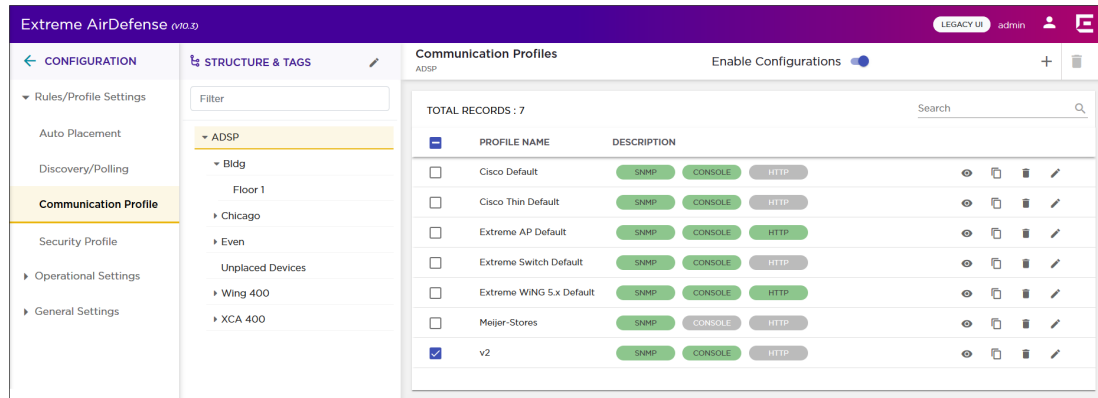 Extreme AirDefense (v10.3)
LEGACY UI admin
CONFIGURATION
Rules/Profile Settings
Auto Placement
Discovery/Polling
Communication Profile
Security Profile
Operational Settings
General Settings
STRUCTURE & TAGS
Filter
ADSP
Bldg
Floor 1
Chicago
Even
Unplaced Devices
Wing 400
XCA 400
Communication Profiles
ADSP
Enable Configurations
TOTAL RECORDS : 7
Search
PROFILE NAME DESCRIPTION
Cisco Default SNMP CONSOLE HTTP
Cisco Thin Default SNMP CONSOLE HTTP
Extreme AP Default SNMP CONSOLE HTTP
Extreme Switch Default SNMP CONSOLE HTTP
Extreme WiNG 5.x Default SNMP CONSOLE HTTP
Meijer-Stores SNMP CONSOLE HTTP
v2 SNMP CONSOLE HTTP